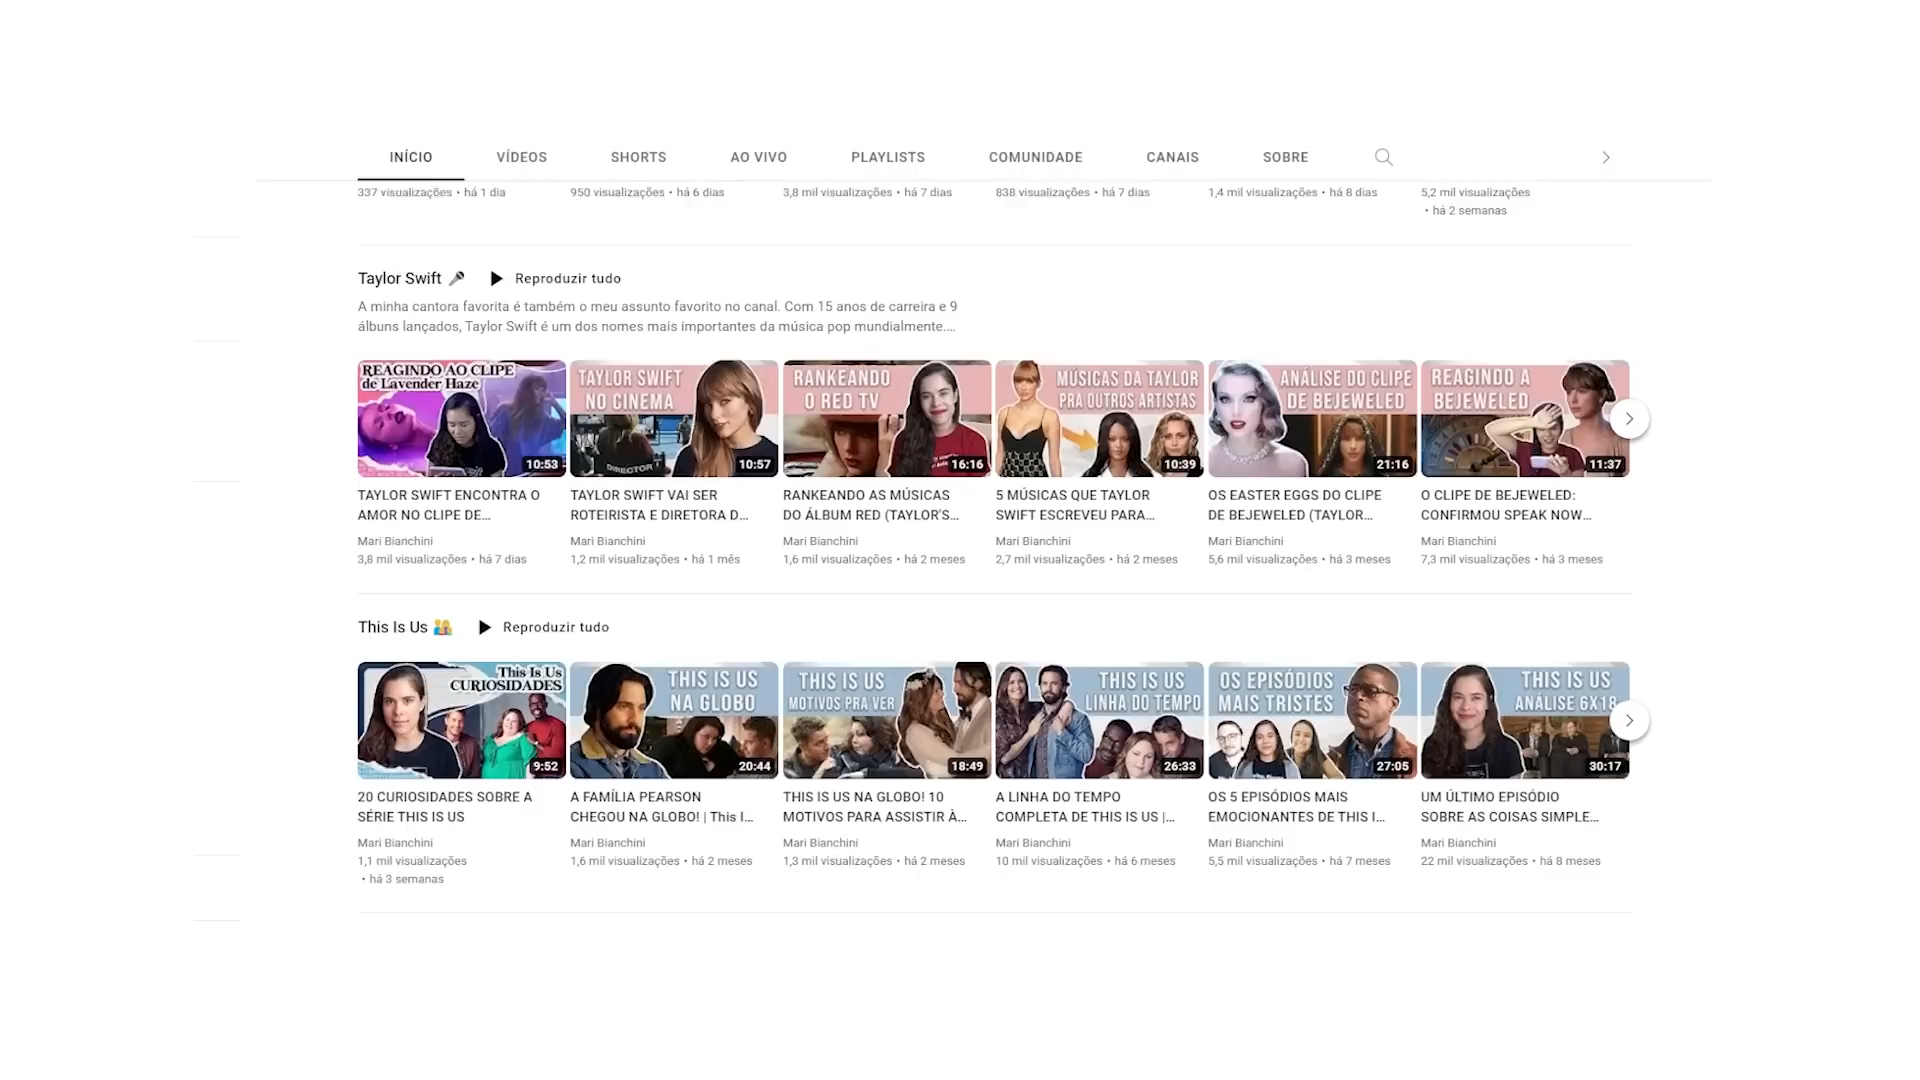 INÍCIO VÍDEOS SHORTS AO VIVO PLAYLISTS COMUNIDADE CANAIS SOBRE
337 visualizações • há 1 dia
950 visualizações • há 6 dias
3,8 mil visualizações • há 7 dias
838 visualizações • há 7 dias
1,4 mil visualizações • há 8 dias
5,2 mil visualizações
• há 2 semanas
Taylor Swift 🎤 Reproduzir tudo
A minha cantora favorita é também o meu assunto favorito no canal. Com 15 anos de carreira e 9
álbuns lançados, Taylor Swift é um dos nomes mais importantes da música pop mundialmente....
REAGINDO AO CLIPE
de Lavender Haze
10:53
TAYLOR SWIFT ENCONTRA O
AMOR NO CLIPE DE...
Mari Bianchini
3,8 mil visualizações • há 7 dias
TAYLOR SWIFT
NO CINEMA
DIRECTOR
10:57
TAYLOR SWIFT VAI SER
ROTEIRISTA E DIRETORA D...
Mari Bianchini
1,2 mil visualizações • há 1 mês
RANKEANDO
O RED TV
16:16
RANKEANDO AS MÚSICAS
DO ÁLBUM RED (TAYLOR'S...
Mari Bianchini
1,6 mil visualizações • há 2 meses
MÚSICAS DA TAYLOR
PRA OUTROS ARTISTAS
10:39
5 MÚSICAS QUE TAYLOR
SWIFT ESCREVEU PARA...
Mari Bianchini
2,7 mil visualizações • há 2 meses
ANÁLISE DO CLIPE
DE BEJEWELED
21:16
OS EASTER EGGS DO CLIPE
DE BEJEWELED (TAYLOR...
Mari Bianchini
5,6 mil visualizações • há 3 meses
REAGINDO A
BEJEWELED
11:37
O CLIPE DE BEJEWELED:
CONFIRMOU SPEAK NOW...
Mari Bianchini
7,3 mil visualizações • há 3 meses
This Is Us Reproduzir tudo
This Is Us
CURIOSIDADES
9:52
20 CURIOSIDADES SOBRE A
SÉRIE THIS IS US
Mari Bianchini
1,1 mil visualizações
• há 3 semanas
THIS IS US
NA GLOBO
20:44
A FAMÍLIA PEARSON
CHEGOU NA GLOBO! | This I...
Mari Bianchini
1,6 mil visualizações • há 2 meses
THIS IS US
MOTIVOS PRA VER
18:49
THIS IS US NA GLOBO! 10
MOTIVOS PARA ASSISTIR À...
Mari Bianchini
1,3 mil visualizações • há 2 meses
THIS IS US
LINHA DO TEMPO
26:33
A LINHA DO TEMPO
COMPLETA DE THIS IS US |...
Mari Bianchini
10 mil visualizações • há 6 meses
OS EPISÓDIOS
MAIS TRISTES
27:05
OS 5 EPISÓDIOS MAIS
EMOCIONANTES DE THIS I...
Mari Bianchini
5,5 mil visualizações • há 7 meses
THIS IS US
ANÁLISE 6X18
30:17
UM ÚLTIMO EPISÓDIO
SOBRE AS COISAS SIMPLE...
Mari Bianchini
22 mil visualizações • há 8 meses